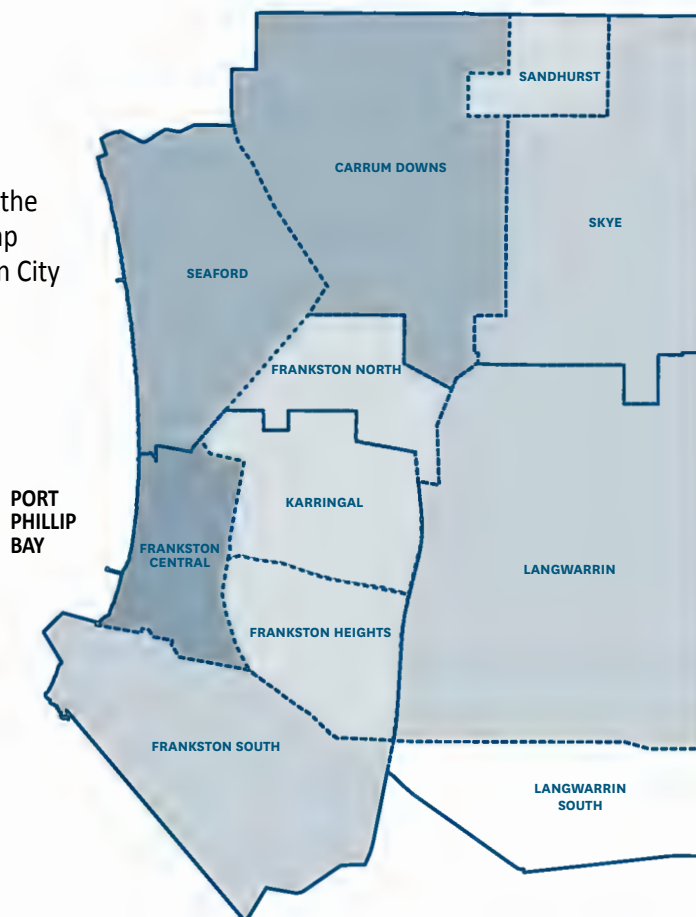 the
n City
SANDHURST
CARRUM DOWNS
SKYE
SEAFORD
FRANKSTON NORTH
KARRINGAL
PORT
PHILLIP
BAY
FRANKSTON
CENTRAL
LANGWARRIN
FRANKSTON HEIGHTS
FRANKSTON SOUTH
LANGWARRIN
SOUTH